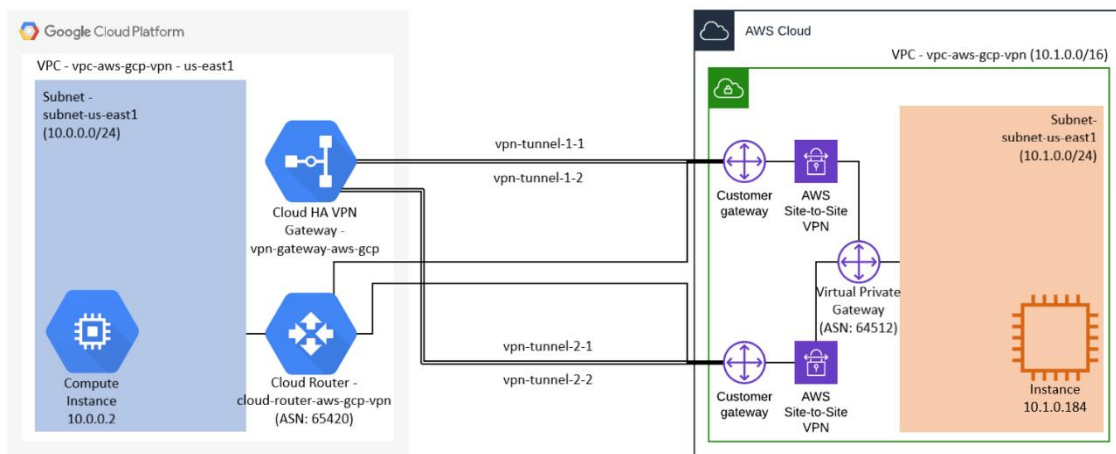 Google Cloud Platform
VPC - vpc-aws-gcp-vpn - us-east1
Subnet -
subnet-us-east1
(10.0.0.0/24)
Cloud HA VPN
Gateway -
vpn-gateway-aws-gcp
Compute
Instance
10.0.0.2
Cloud Router -
cloud-router-aws-gcp-vpn
(ASN: 65420)
vpn-tunnel-1-1
vpn-tunnel-1-2
vpn-tunnel-2-1
vpn-tunnel-2-2
AWS Cloud
VPC - vpc-aws-gcp-vpn (10.1.0.0/16)
Customer
gateway
AWS
Site-to-Site
VPN
Virtual Private
Gateway
(ASN: 64512)
Customer
gateway
AWS
Site-to-Site
VPN
Subnet-
subnet-us-east1
(10.1.0.0/24)
Instance
10.1.0.184